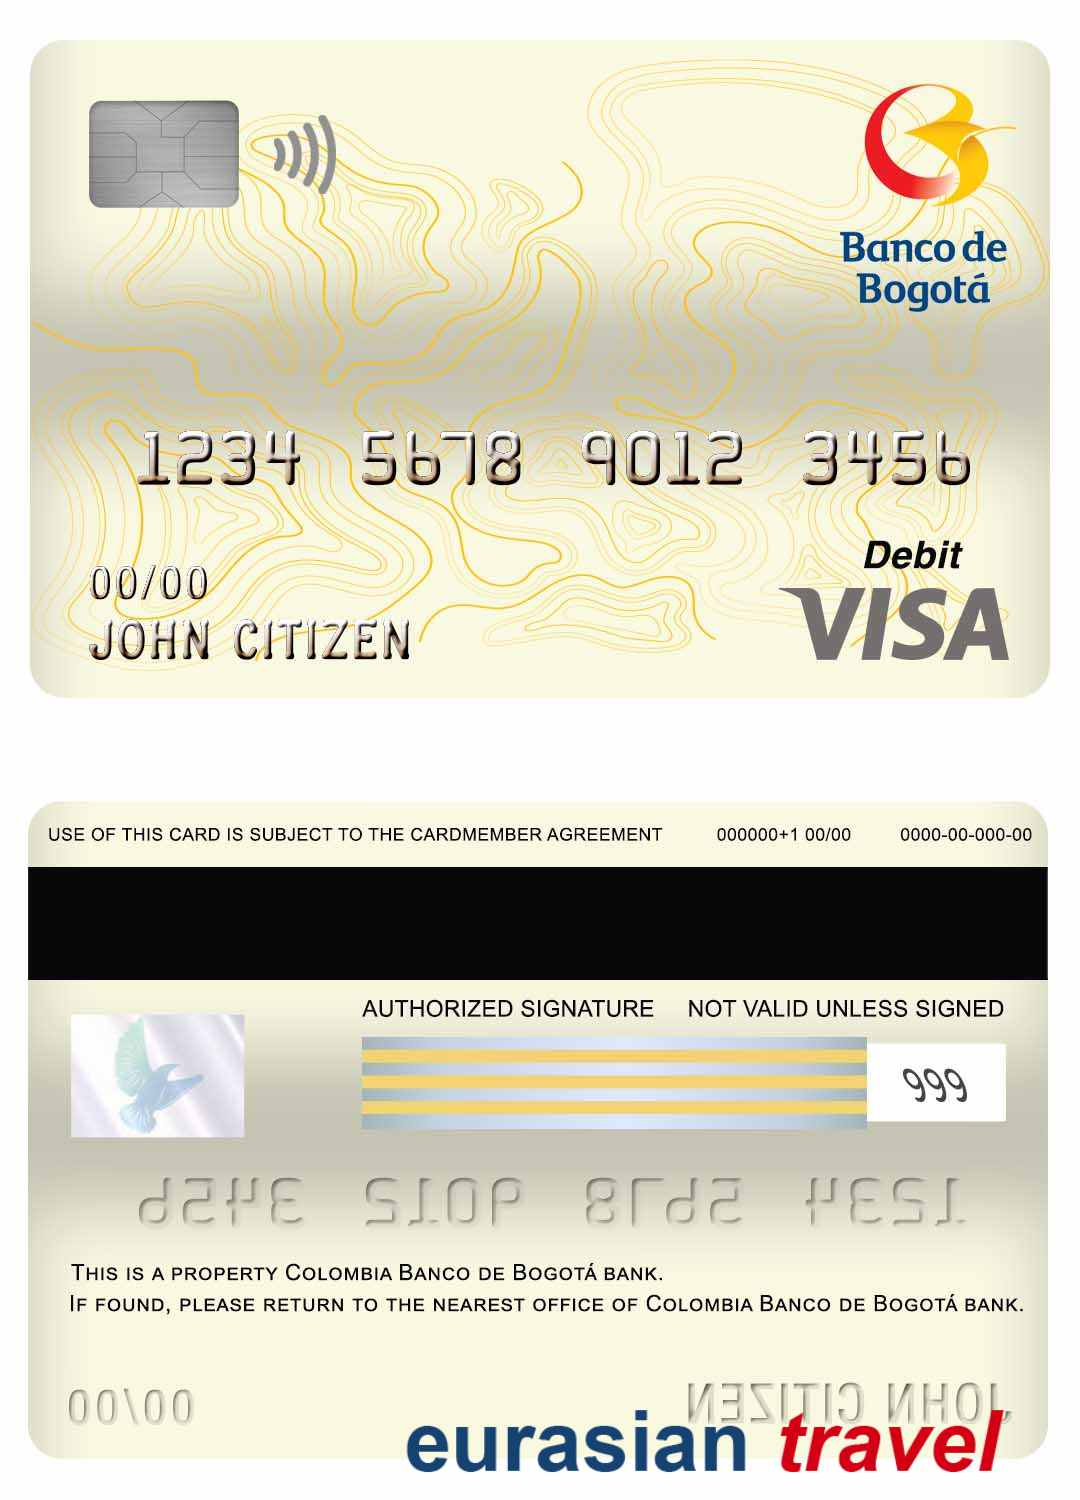 Banco de
Bogotá
1234 5678 9012 3456
Debit
00/00
VISA
JOHN CITIZEN
USE OF THIS CARD IS SUBJECT TO THE CARDMEMBER AGREEMENT 000000+1 00/00 0000-00-000-00
AUTHORIZED SIGNATURE NOT VALID UNLESS SIGNED
999
1234 5678 9012 3456
THIS IS A PROPERTY COLOMBIA BANCO DE BOGOTÁ BANK.
IF FOUND, PLEASE RETURN TO THE NEAREST OFFICE OF COLOMBIA BANCO DE BOGOTÁ BANK.
00/00 JOHN CITIZEN
eurasian travel